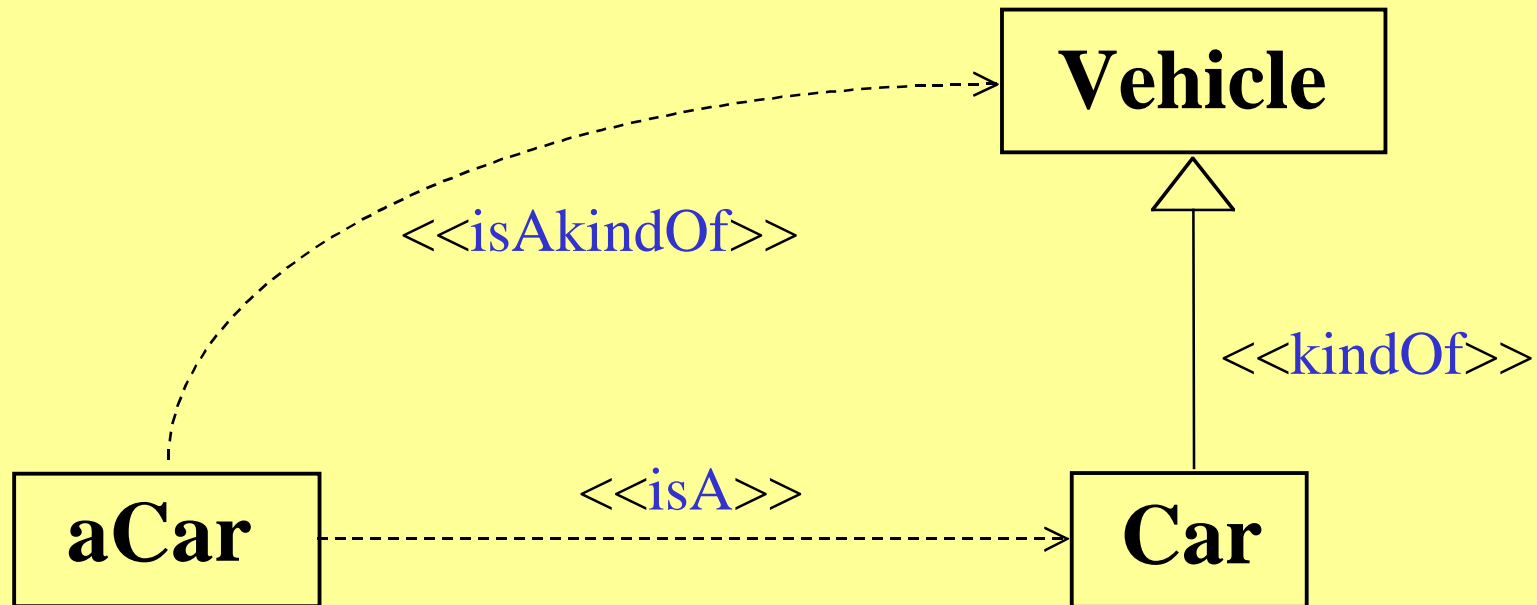 Vehicle
<<isAkindOf>>
<<kindOf>>
<<isA>>
aCar
Car